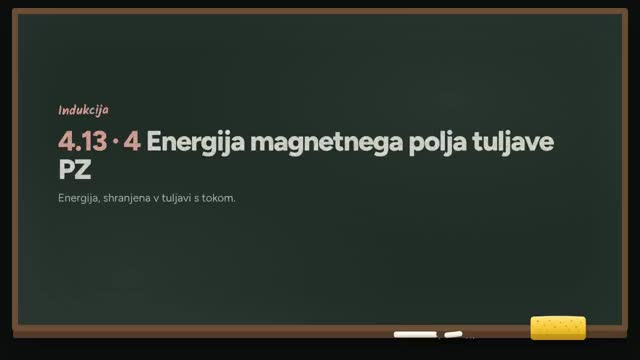 Indukcija
4.13 · 4 Energija magnetnega polja tuljave
PZ
Energija, shranjena v tuljavi s tokom.